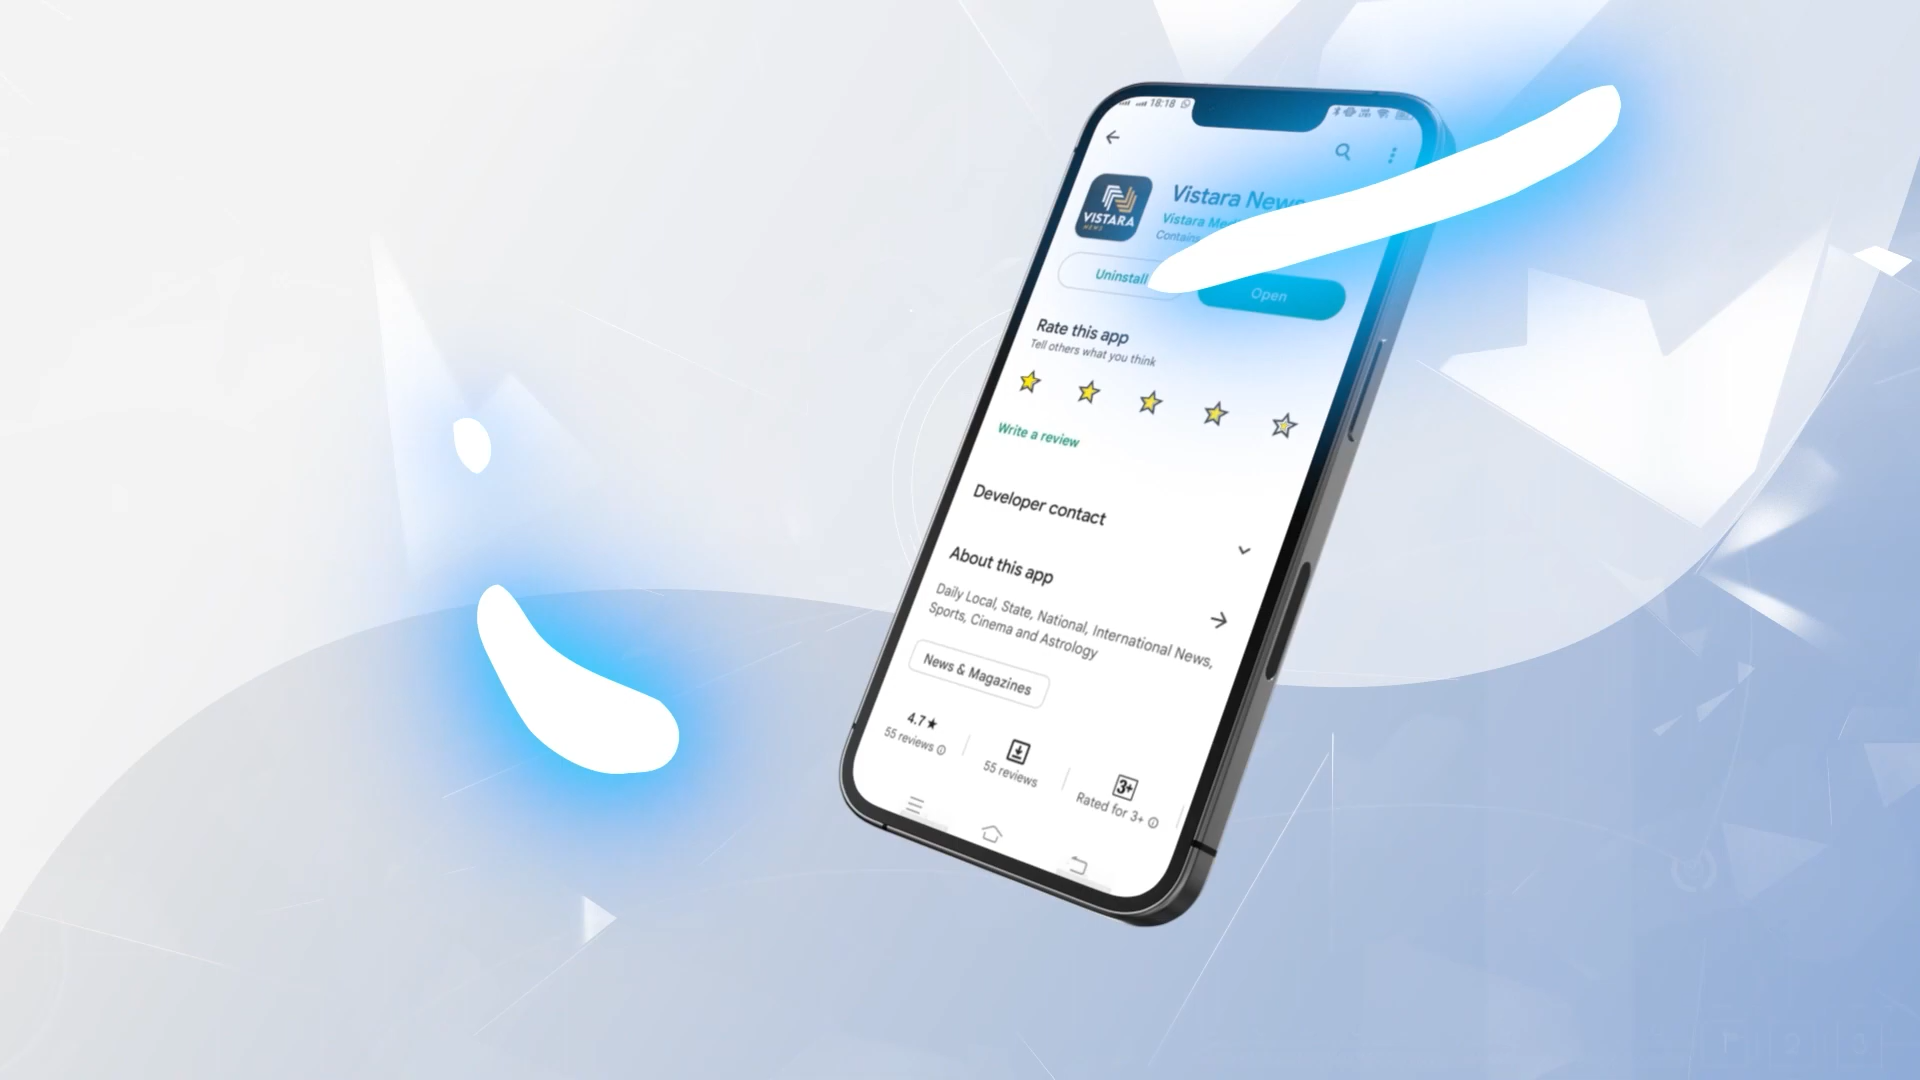 18:18
VISTARA
NEWS
Vistara News
Vistara
Contains
Uninstall
Open
Rate this app
Tell others what you think
Write a review
Developer contact
About this app
Daily Local, State, National, International News,
Sports, Cinema and Astrology
News & Magazines
4.7★
55 reviews
55 reviews
3+
Rated for 3+